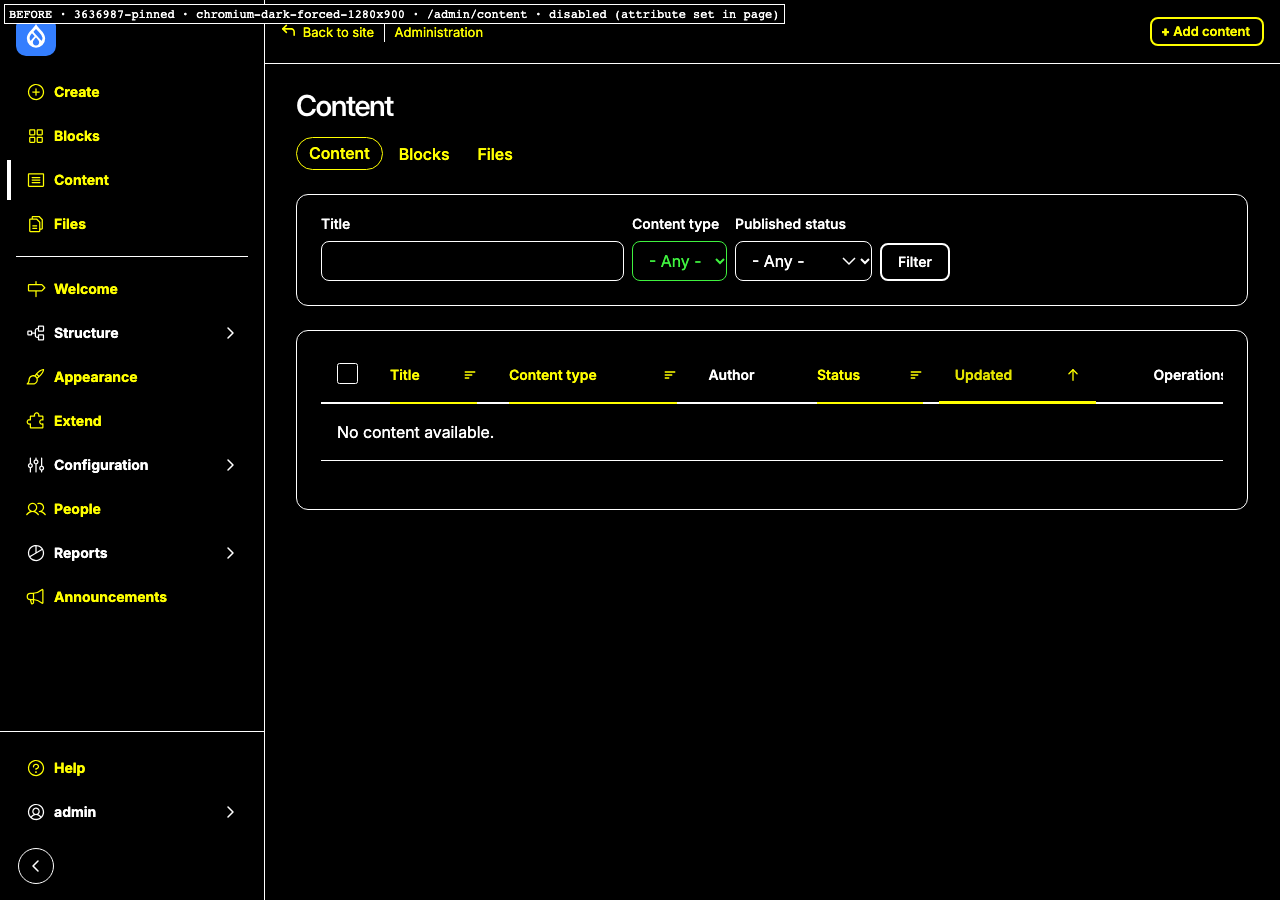 BEFORE · 3636987-pinned · chromium-dark-forced-1280x900 · /admin/content · disabled (attribute set in page)
Back to site
Administration
+ Add content
Create
Blocks
Content
Files
Welcome
Structure
Appearance
Extend
Configuration
People
Reports
Announcements
Help
admin
Content
Content Blocks Files
Title Content type Published status
- Any - - Any - Filter
Title Content type Author Status Updated Operations
No content available.